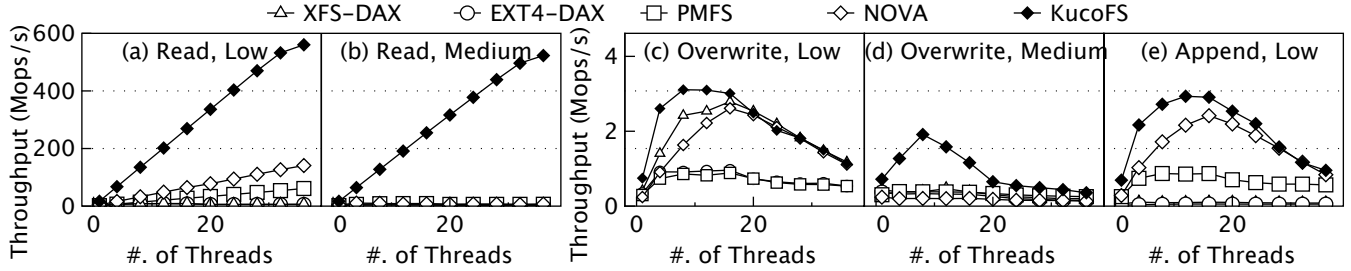 XFS-DAX EXT4-DAX PMFS NOVA KucoFS
Throughput (Mops/s)
600
400
200
0
(a) Read, Low
(b) Read, Medium
0 20
0 20
#. of Threads
#. of Threads
Throughput (Mops/s)
4
2
0
(c) Overwrite, Low
(d) Overwrite, Medium
(e) Append, Low
0 20
0 20
0 20
#. of Threads
#. of Threads
#. of Threads